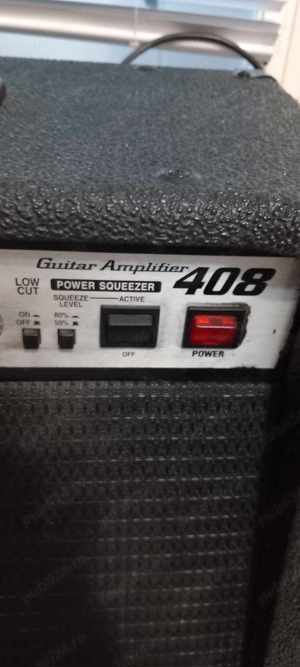 Guitar Amplifier 408
LOW CUT
POWER SQUEEZER
SQUEEZE LEVEL
ACTIVE
ON
OFF
80%
50%
OFF
POWER